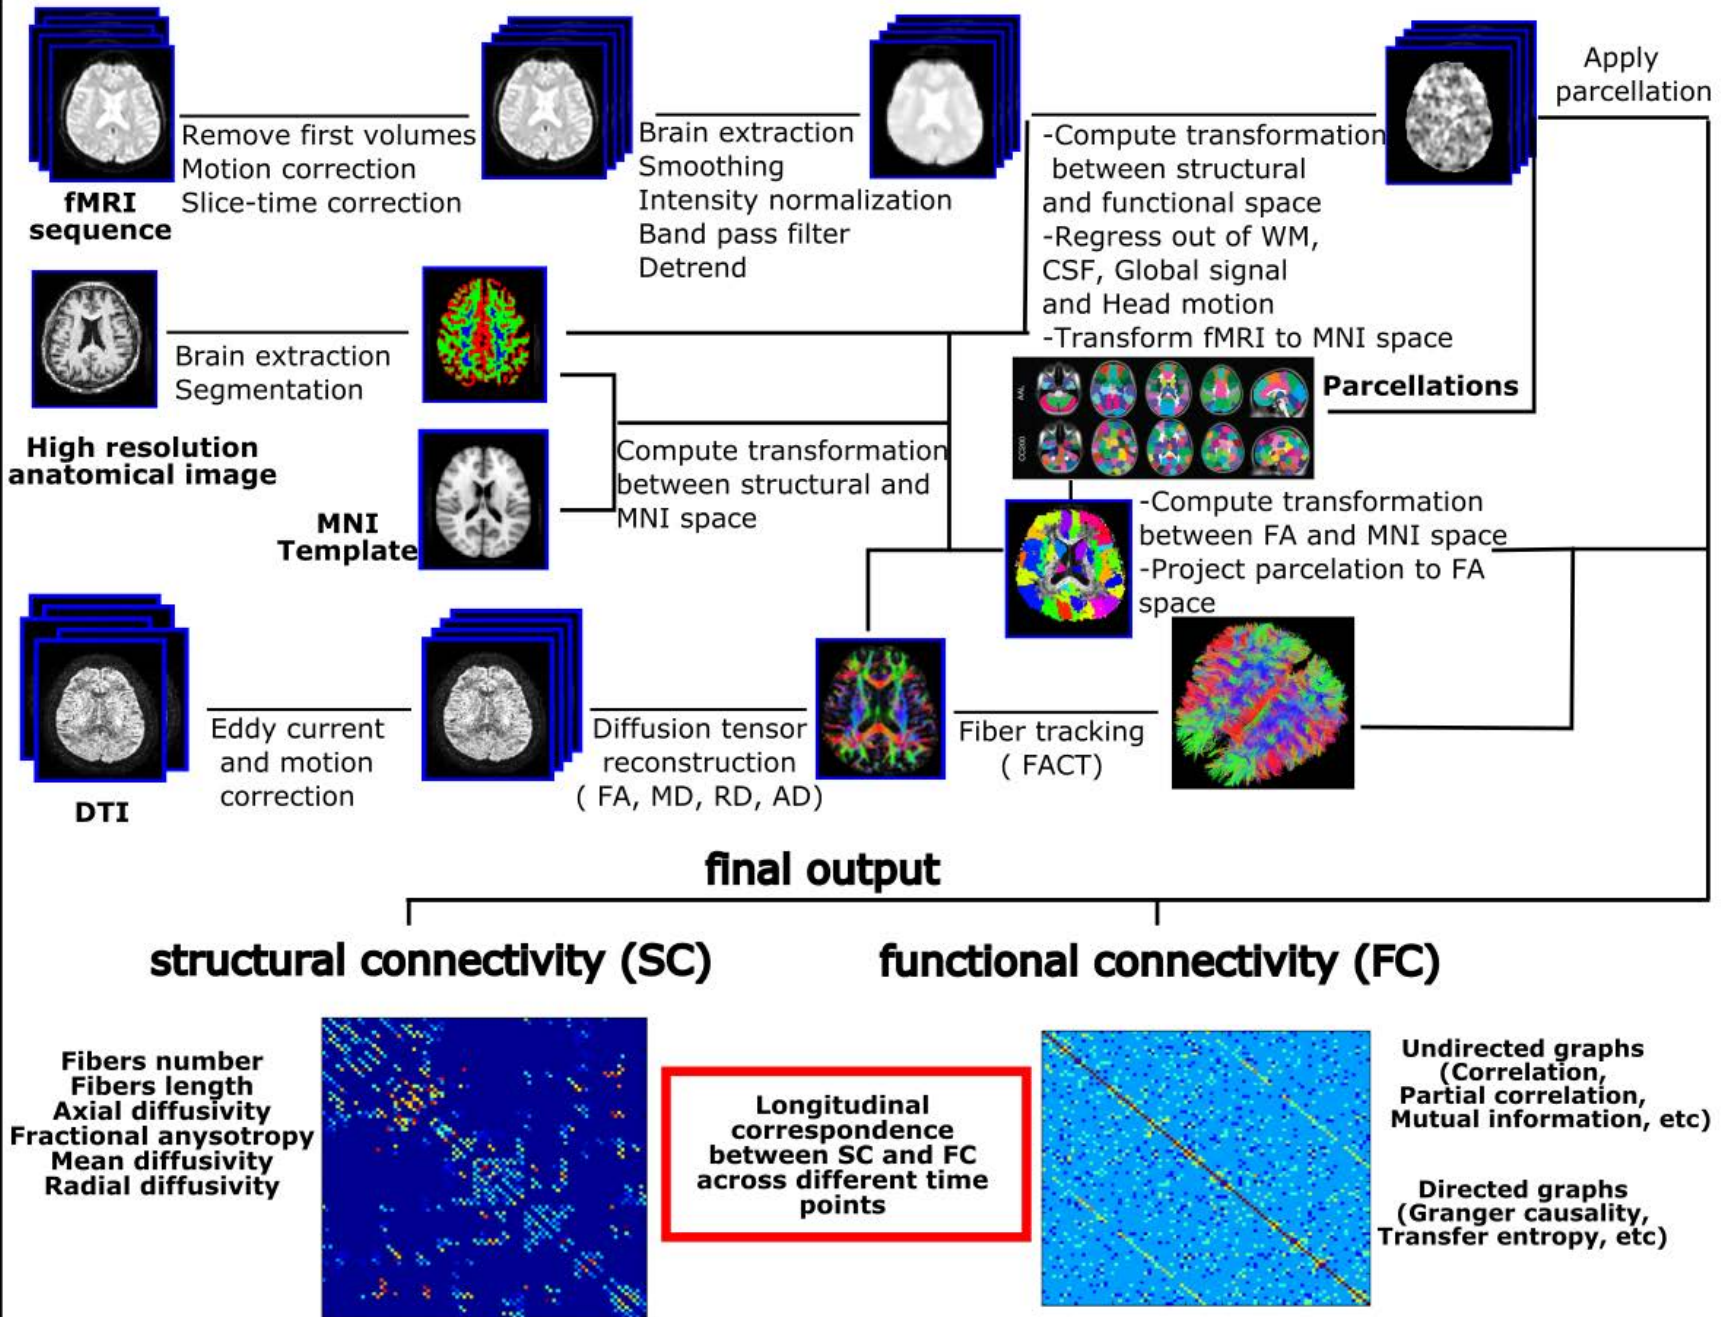 fMRI
sequence
Remove first volumes
Motion correction
Slice-time correction
Brain extraction
Smoothing
Intensity normalization
Band pass filter
Detrend
-Compute transformation
between structural
and functional space
-Regress out of WM,
CSF, Global signal
and Head motion
-Transform fMRI to MNI space
Apply
parcellation
High resolution
anatomical image
Brain extraction
Segmentation
MNI
Template
Compute transformation
between structural and
MNI space
AAL
CC200
Parcellations
-Compute transformation
between FA and MNI space
-Project parcelation to FA
space
DTI
Eddy current
and motion
correction
Diffusion tensor
reconstruction
( FA, MD, RD, AD)
Fiber tracking
( FACT)
final output
structural connectivity (SC)
functional connectivity (FC)
Fibers number
Fibers length
Axial diffusivity
Fractional anysotropy
Mean diffusivity
Radial diffusivity
Longitudinal
correspondence
between SC and FC
across different time
points
Undirected graphs
(Correlation,
Partial correlation,
Mutual information, etc)
Directed graphs
(Granger causality,
Transfer entropy, etc)